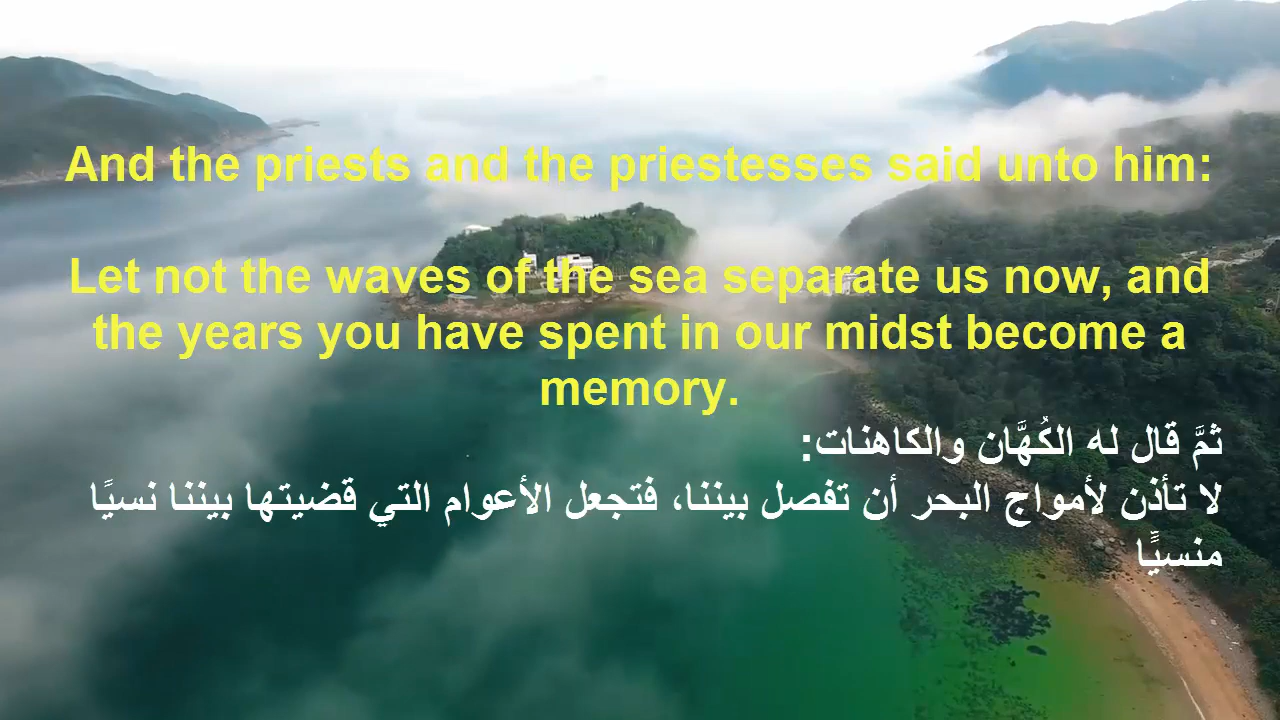 And the priests and the priestesses said unto him:
Let not the waves of the sea separate us now, and
the years you have spent in our midst become a
memory.
ثمَّ قال له الكُهَّان والكاهنات:
لا تأذن لأمواج البحر أن تفصل بيننا، فتجعل الأعوام التي قضيتها بيننا نسيًا
منسيًّا